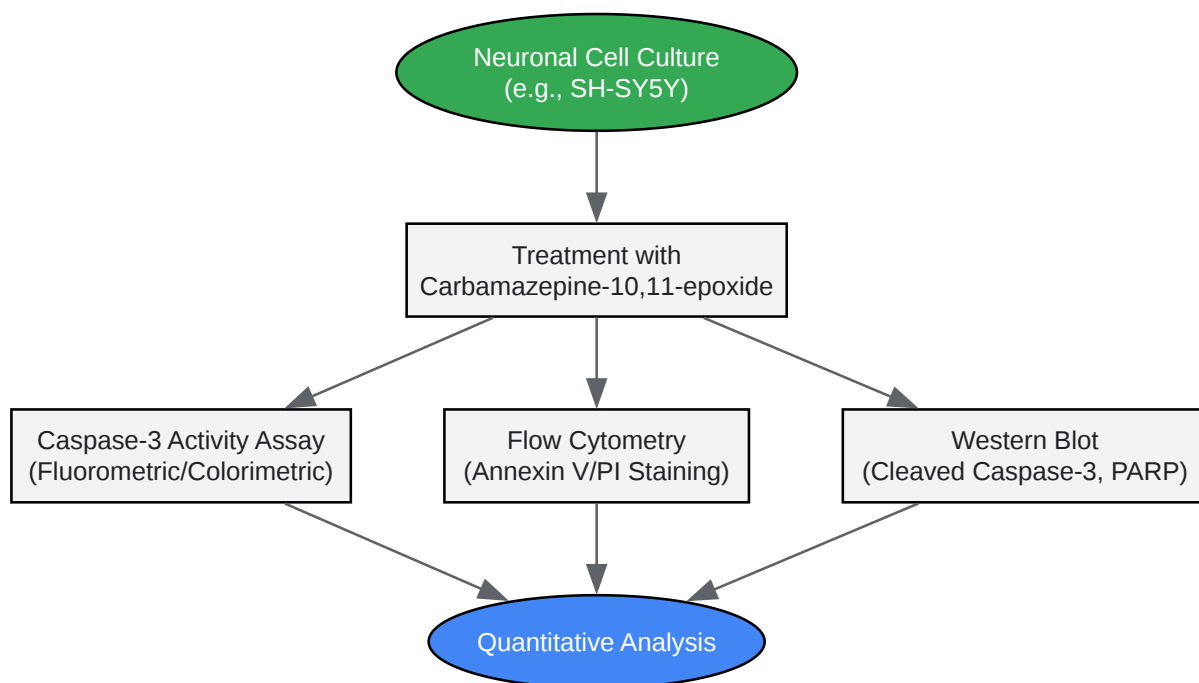 Neuronal Cell Culture
(e.g., SH-SY5Y)
Treatment with
Carbamazepine-10,11-epoxide
Caspase-3 Activity Assay
(Fluorometric/Colorimetric)
Flow Cytometry
(Annexin V/PI Staining)
Western Blot
(Cleaved Caspase-3, PARP)
Quantitative Analysis